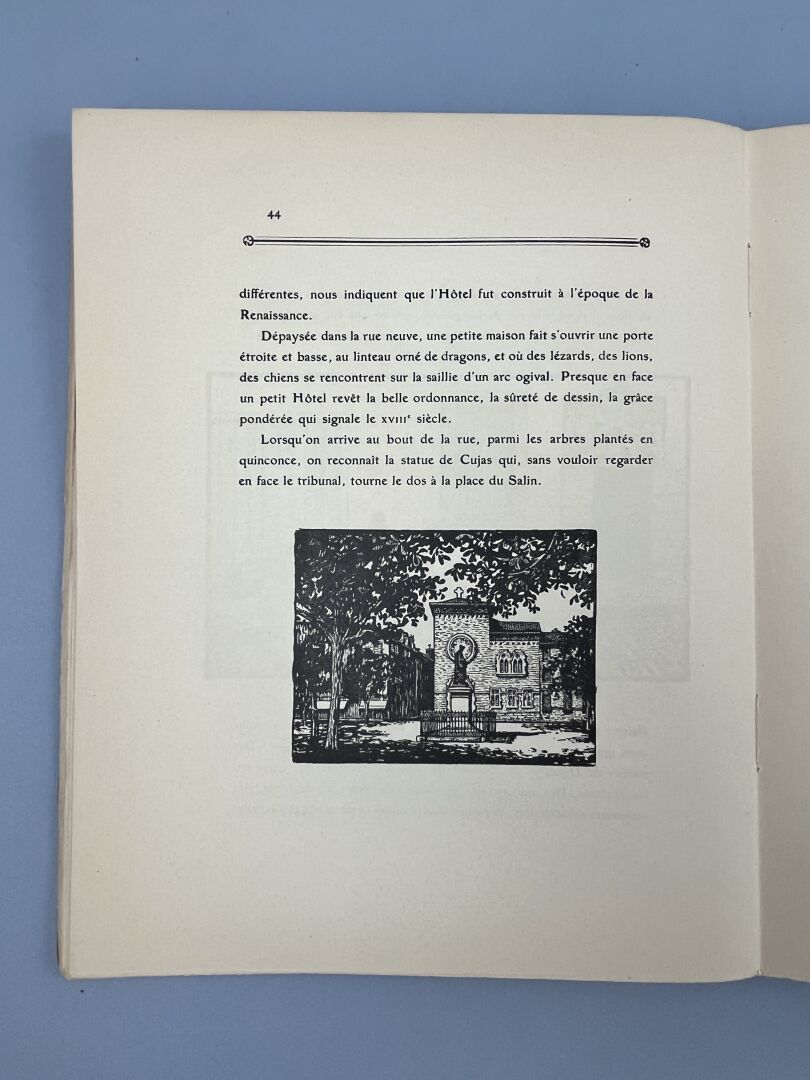 44
différentes, nous indiquent que l'Hôtel fut construit à l'époque de la
Renaissance.
Dépaysée dans la rue neuve, une petite maison fait s'ouvrir une porte
étroite et basse, au linteau orné de dragons, et où des lézards, des lions,
des chiens se rencontrent sur la saillie d'un arc ogival. Presque en face
un petit Hôtel revêt la belle ordonnance, la sûreté de dessin, la grâce
pondérée qui signale le XVIIIᵉ siècle.
Lorsqu'on arrive au bout de la rue, parmi les arbres plantés en
quinconce, on reconnaît la statue de Cujas qui, sans vouloir regarder
en face le tribunal, tourne le dos à la place du Salin.